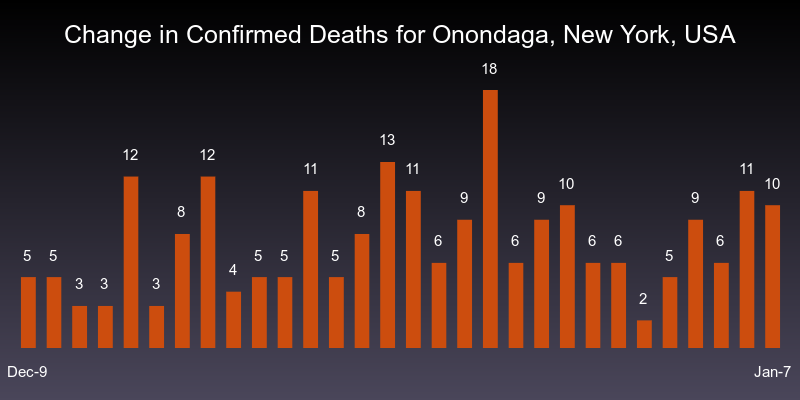 Change in Confirmed Deaths for Onondaga, New York, USA
5 5 3 3 12 3 8 12 4 5 5 11 5 8 13 11 6 9 18 6 9 10 6 6 2 5 9 6 11 10
Dec-9 Jan-7